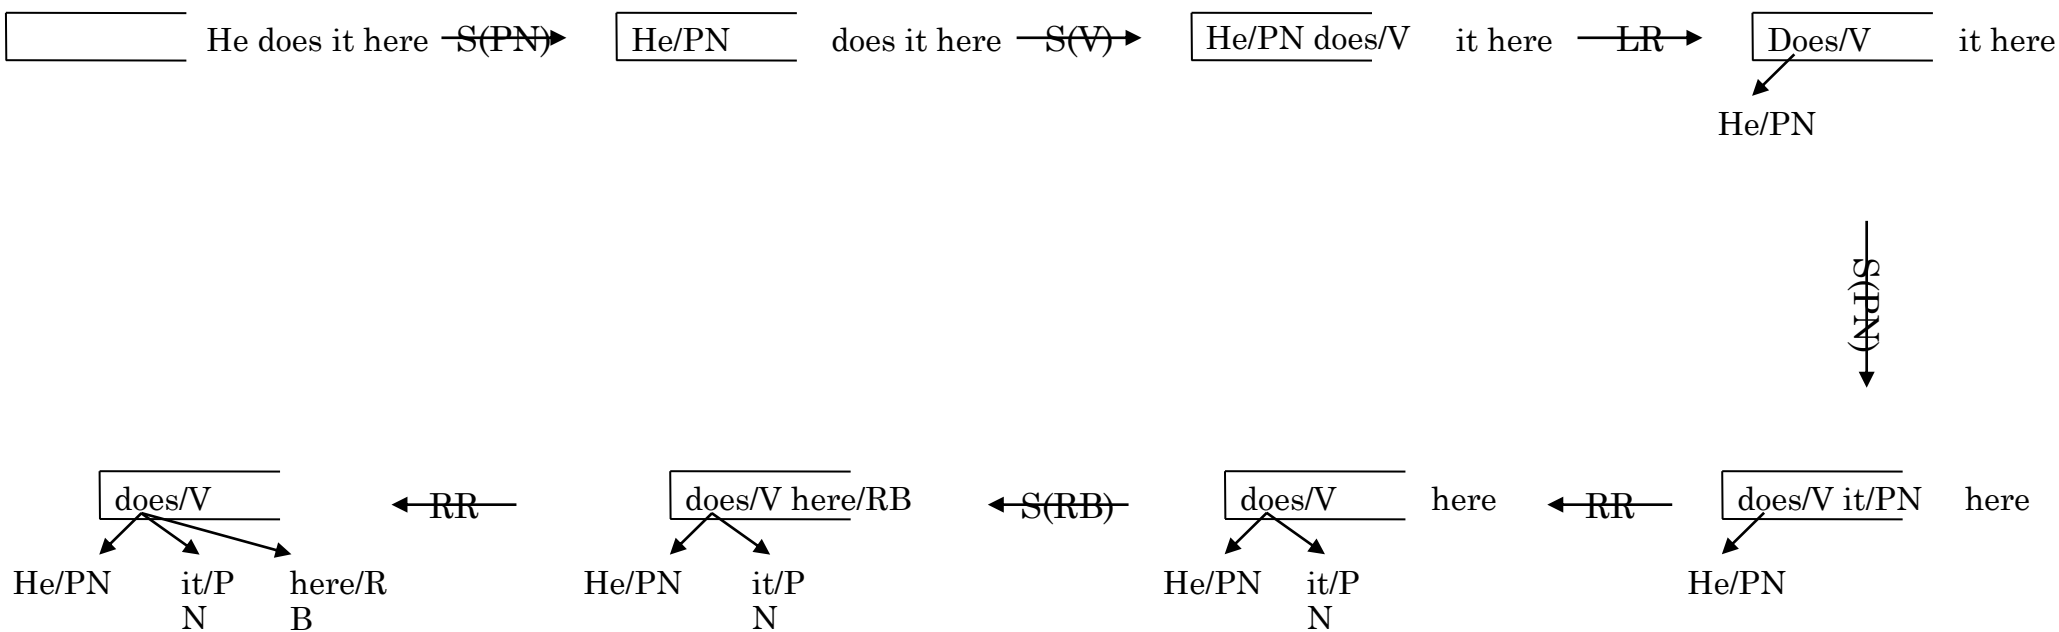 He does it here S(PN) He/PN does it here S(V) He/PN does/V it here LR Does/V it here
He/PN
S(PN)
does/V RR does/V here/RB S(RB) does/V here RR does/V it/PN here
He/PN it/P here/R He/PN it/P He/PN it/P He/PN
N B N N